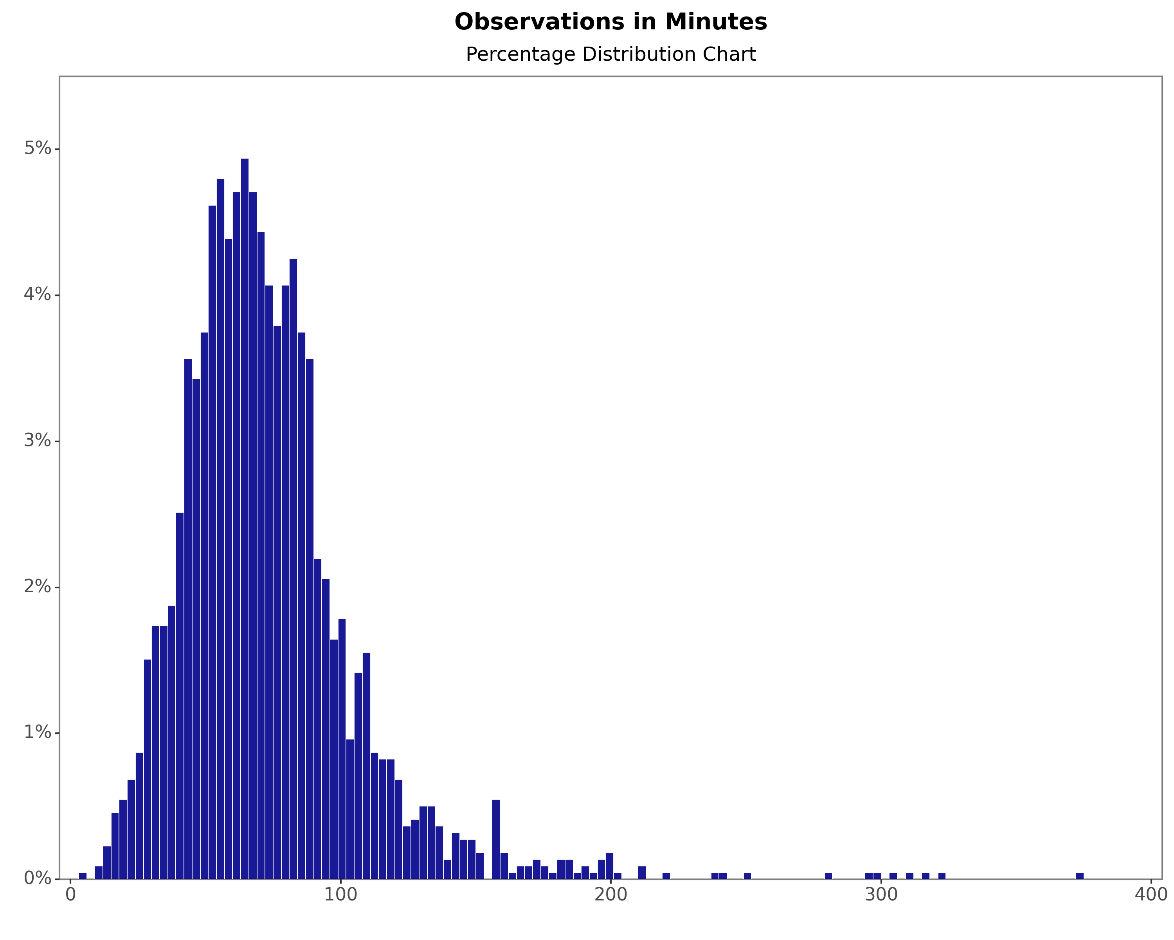 Observations in Minutes
Percentage Distribution Chart
5%
4%
3%
2%
1%
0%
0 100 200 300 400